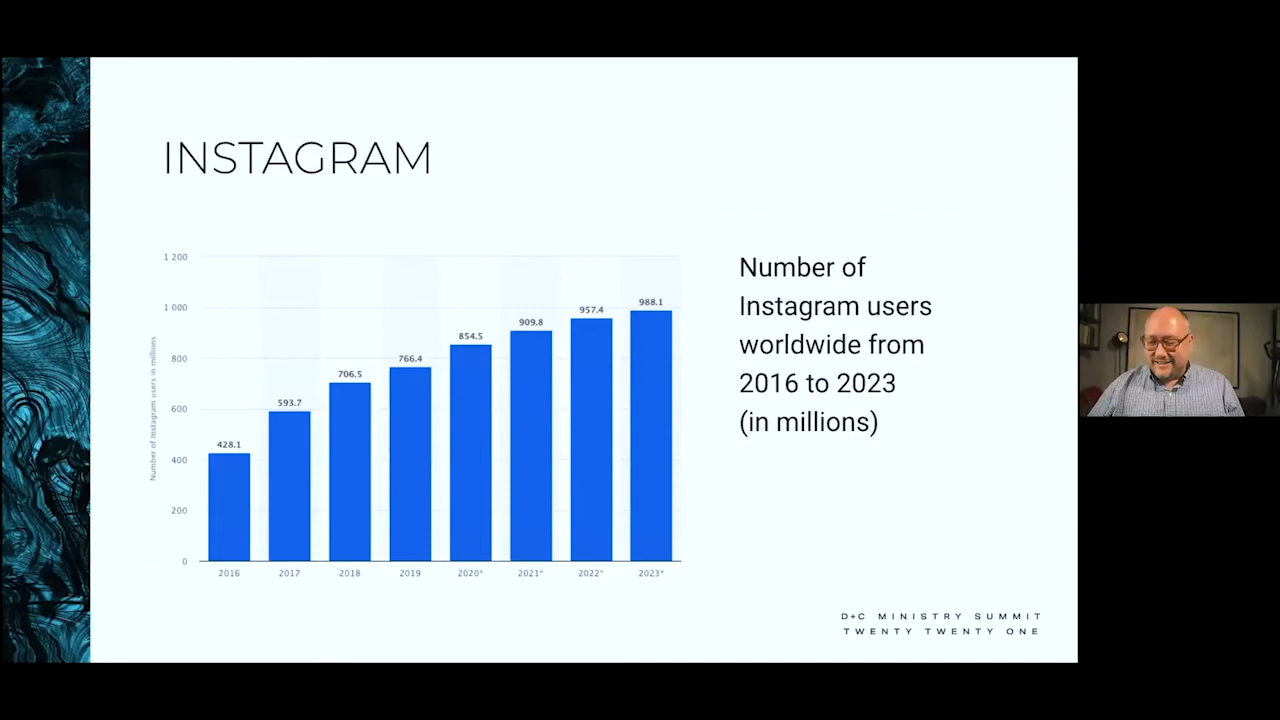 INSTAGRAM
1 200
1 000
800
600
400
200
0
Number of Instagram users in millions
428.1
593.7
706.5
766.4
854.5
909.8
957.4
988.1
2016
2017
2018
2019
2020*
2021*
2022*
2023*
Number of
Instagram users
worldwide from
2016 to 2023
(in millions)
D+C MINISTRY SUMMIT
TWENTY TWENTY ONE